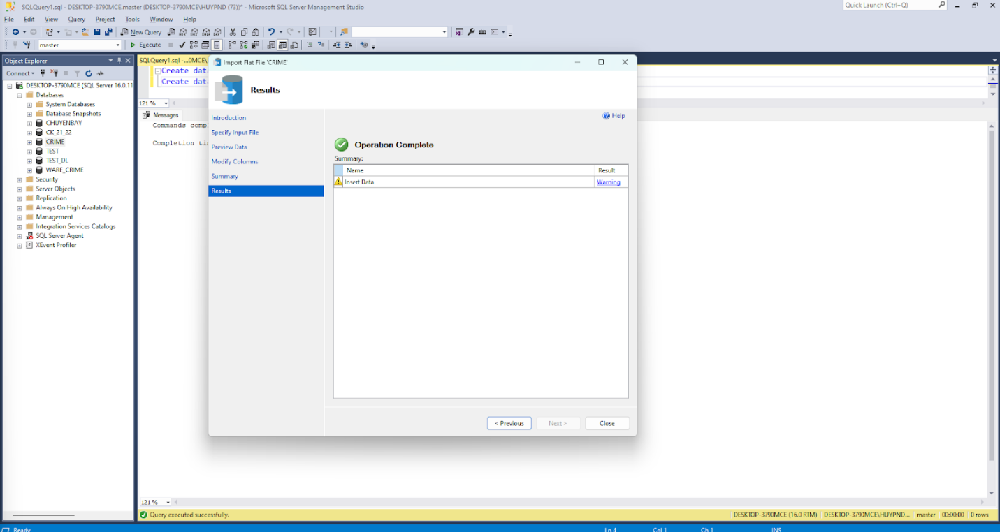 SQLQuery1.sql - DESKTOP-3790MCE.master (DESKTOP-3790MCE\HUYPND (73))* - Microsoft SQL Server Management Studio
Quick Launch (Ctrl+Q)
File Edit View Query Project Tools Window Help
New Query
master
Execute
Object Explorer
Connect
DESKTOP-3790MCE (SQL Server 16.0.11
Databases
System Databases
Database Snapshots
CHUYENBAY
CK_21_22
CRIME
TEST
TEST_DL
WARE_CRIME
Security
Server Objects
Replication
Always On High Availability
Management
Integration Services Catalogs
SQL Server Agent
XEvent Profiler
SQLQuery1.sql -...0MCE\
Create data
Create data
121 %
Messages
Commands comp
Completion tim
Import Flat File 'CRIME'
Results
Introduction
Specify Input File
Preview Data
Modify Columns
Summary
Results
Help
Operation Complete
Summary:
Name Result
Insert Data Warning
< Previous Next > Close
121 %
Query executed successfully.
DESKTOP-3790MCE (16.0 RTM) DESKTOP-3790MCE\HUYPND... master 00:00:00 0 rows
Ready Ln 4 Col 1 Ch 1 INS